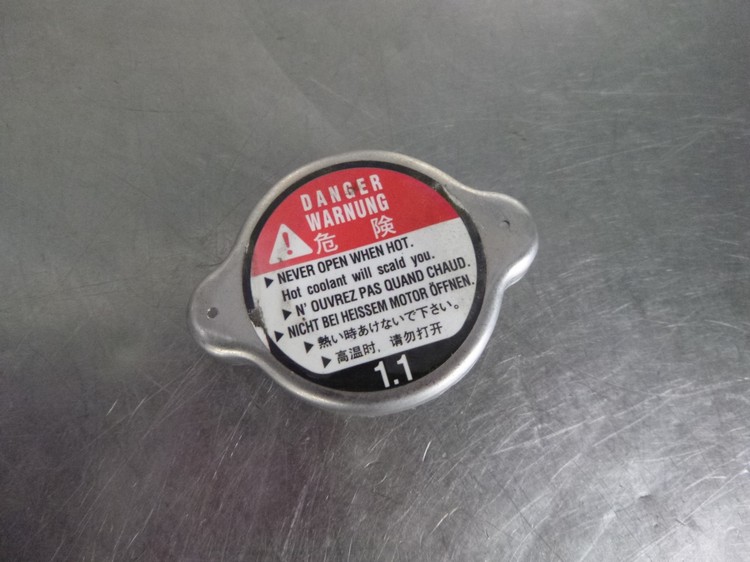 DANGER
WARNUNG
危 険
▶ NEVER OPEN WHEN HOT.
Hot coolant will scald you.
▶ N' OUVREZ PAS QUAND CHAUD.
▶ NICHT BEI HEISSEM MOTOR ÖFFNEN.
▶ 熱い時あけないで下さい。
▶ 高温时, 请勿打开
1.1